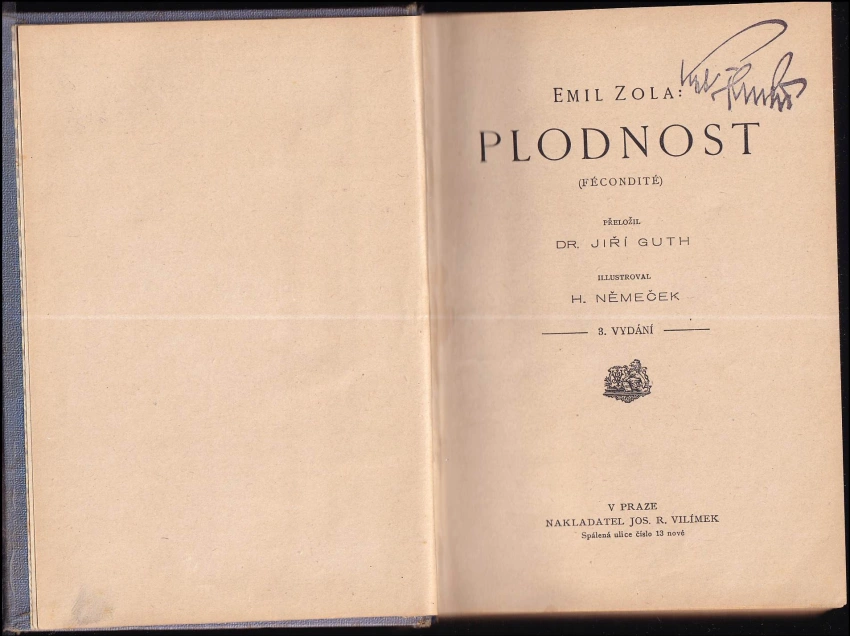 EMIL ZOLA:
PLODNOST
(FÉCONDITÉ)
PŘELOŽIL
DR. JIŘÍ GUTH
ILLUSTROVAL
H. NĚMEČEK
3. VYDÁNÍ
V PRAZE
NAKLADATEL JOS. R. VILÍMEK
Spálená ulice číslo 13 nové